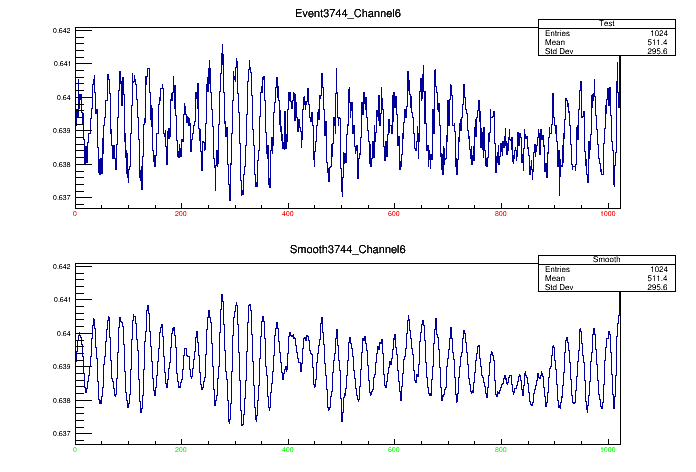 Event3744_Channel6
Test
Entries 1024
Mean 511.4
Std Dev 295.6
0.642
0.641
0.64
0.639
0.638
0.637
0 200 400 600 800 1000
Smooth3744_Channel6
Smooth
Entries 1024
Mean 511.4
Std Dev 295.6
0.642
0.641
0.64
0.639
0.638
0.637
0 200 400 600 800 1000